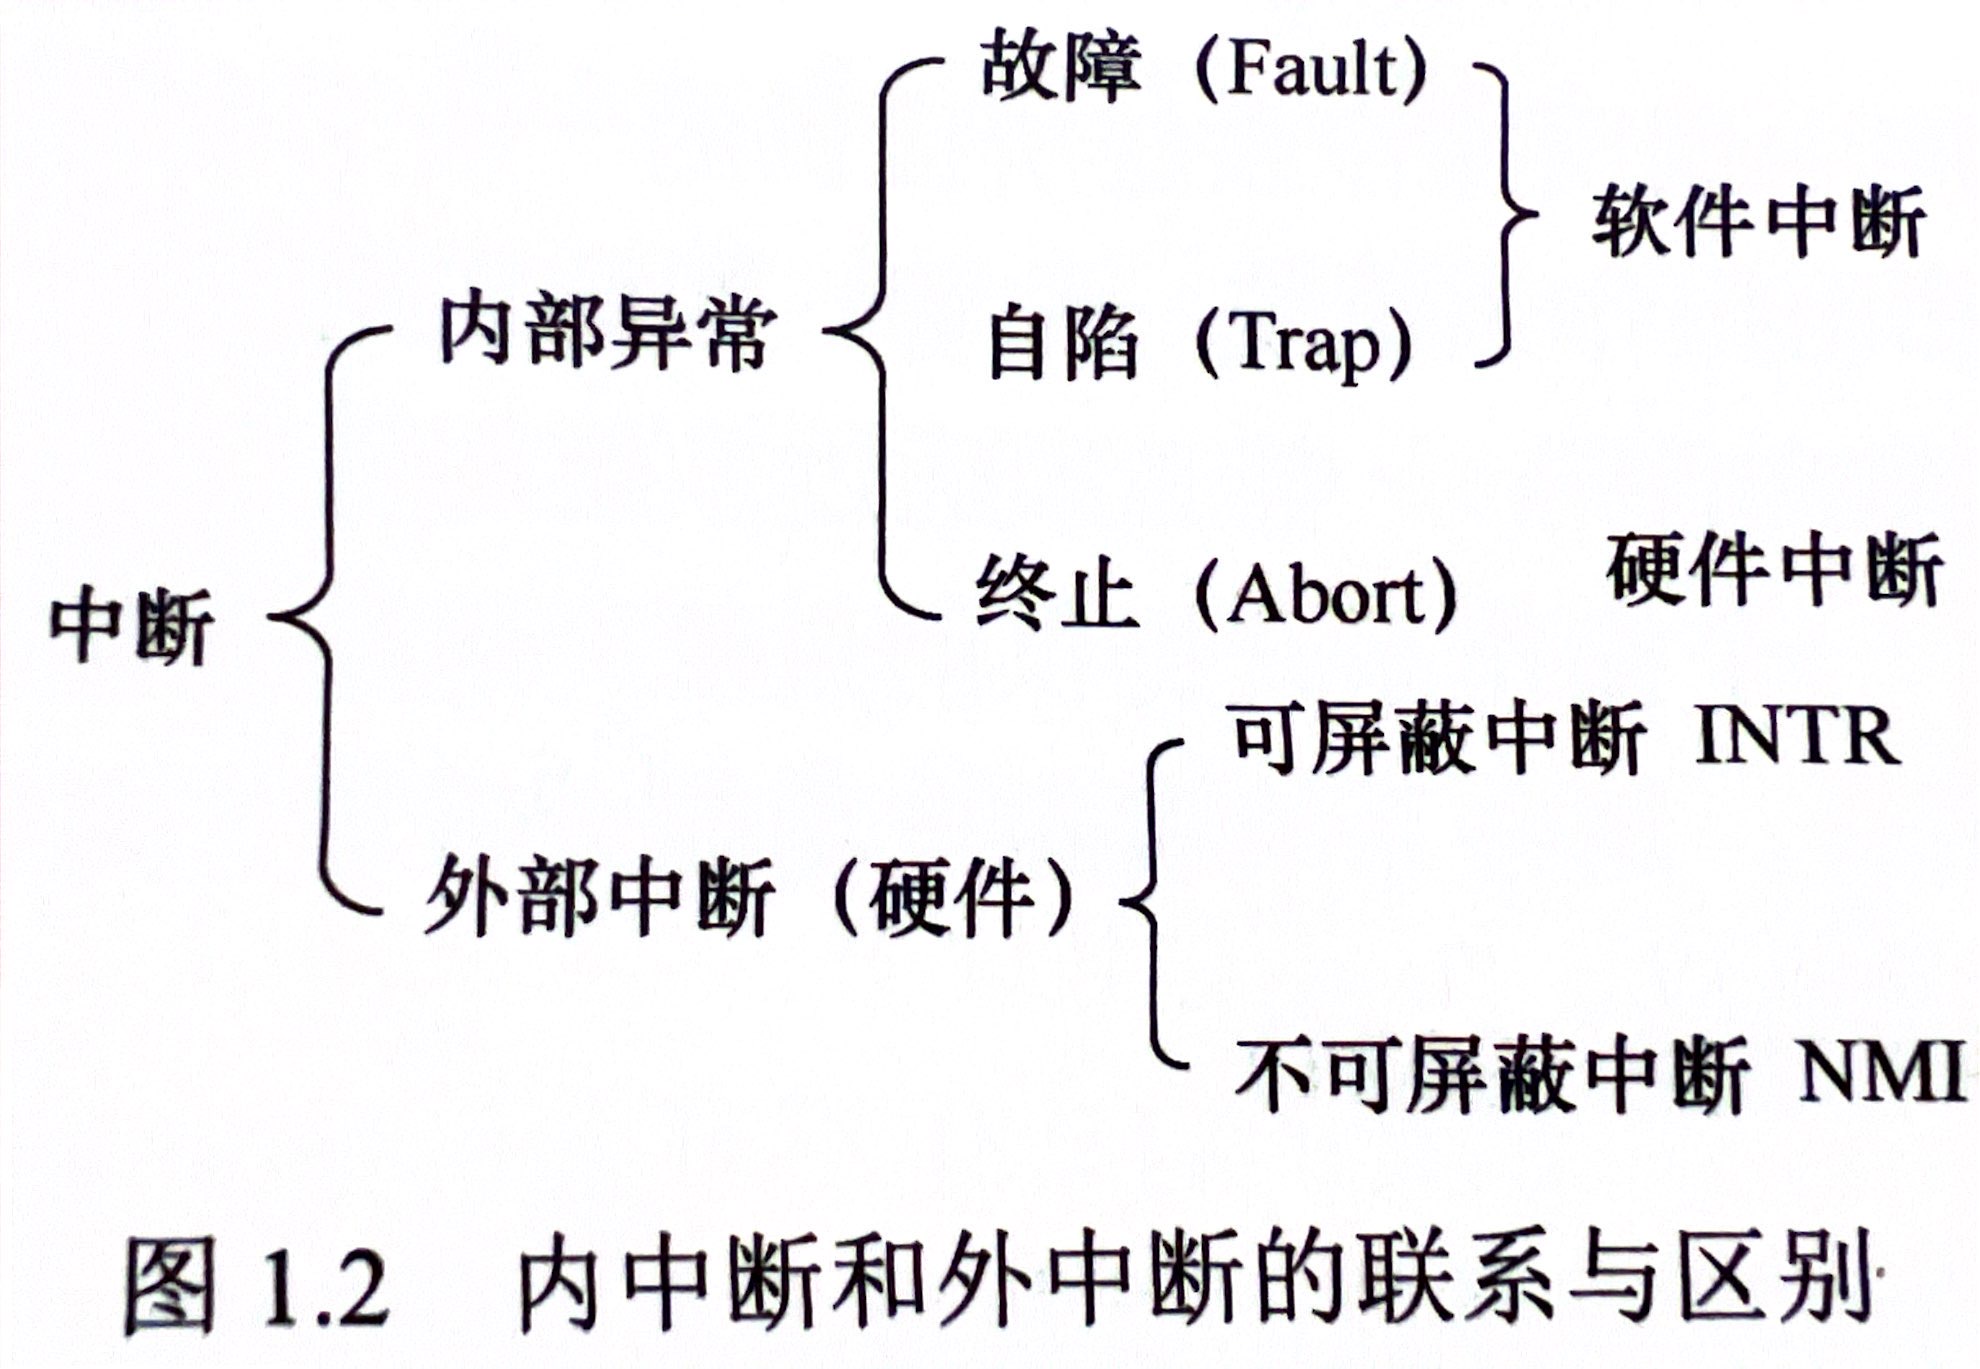 故障（Fault）
软件中断
内部异常
自陷（Trap）
终止（Abort）
硬件中断
中断
可屏蔽中断 INTR
外部中断（硬件）
不可屏蔽中断 NMI
图 1.2 内中断和外中断的联系与区别